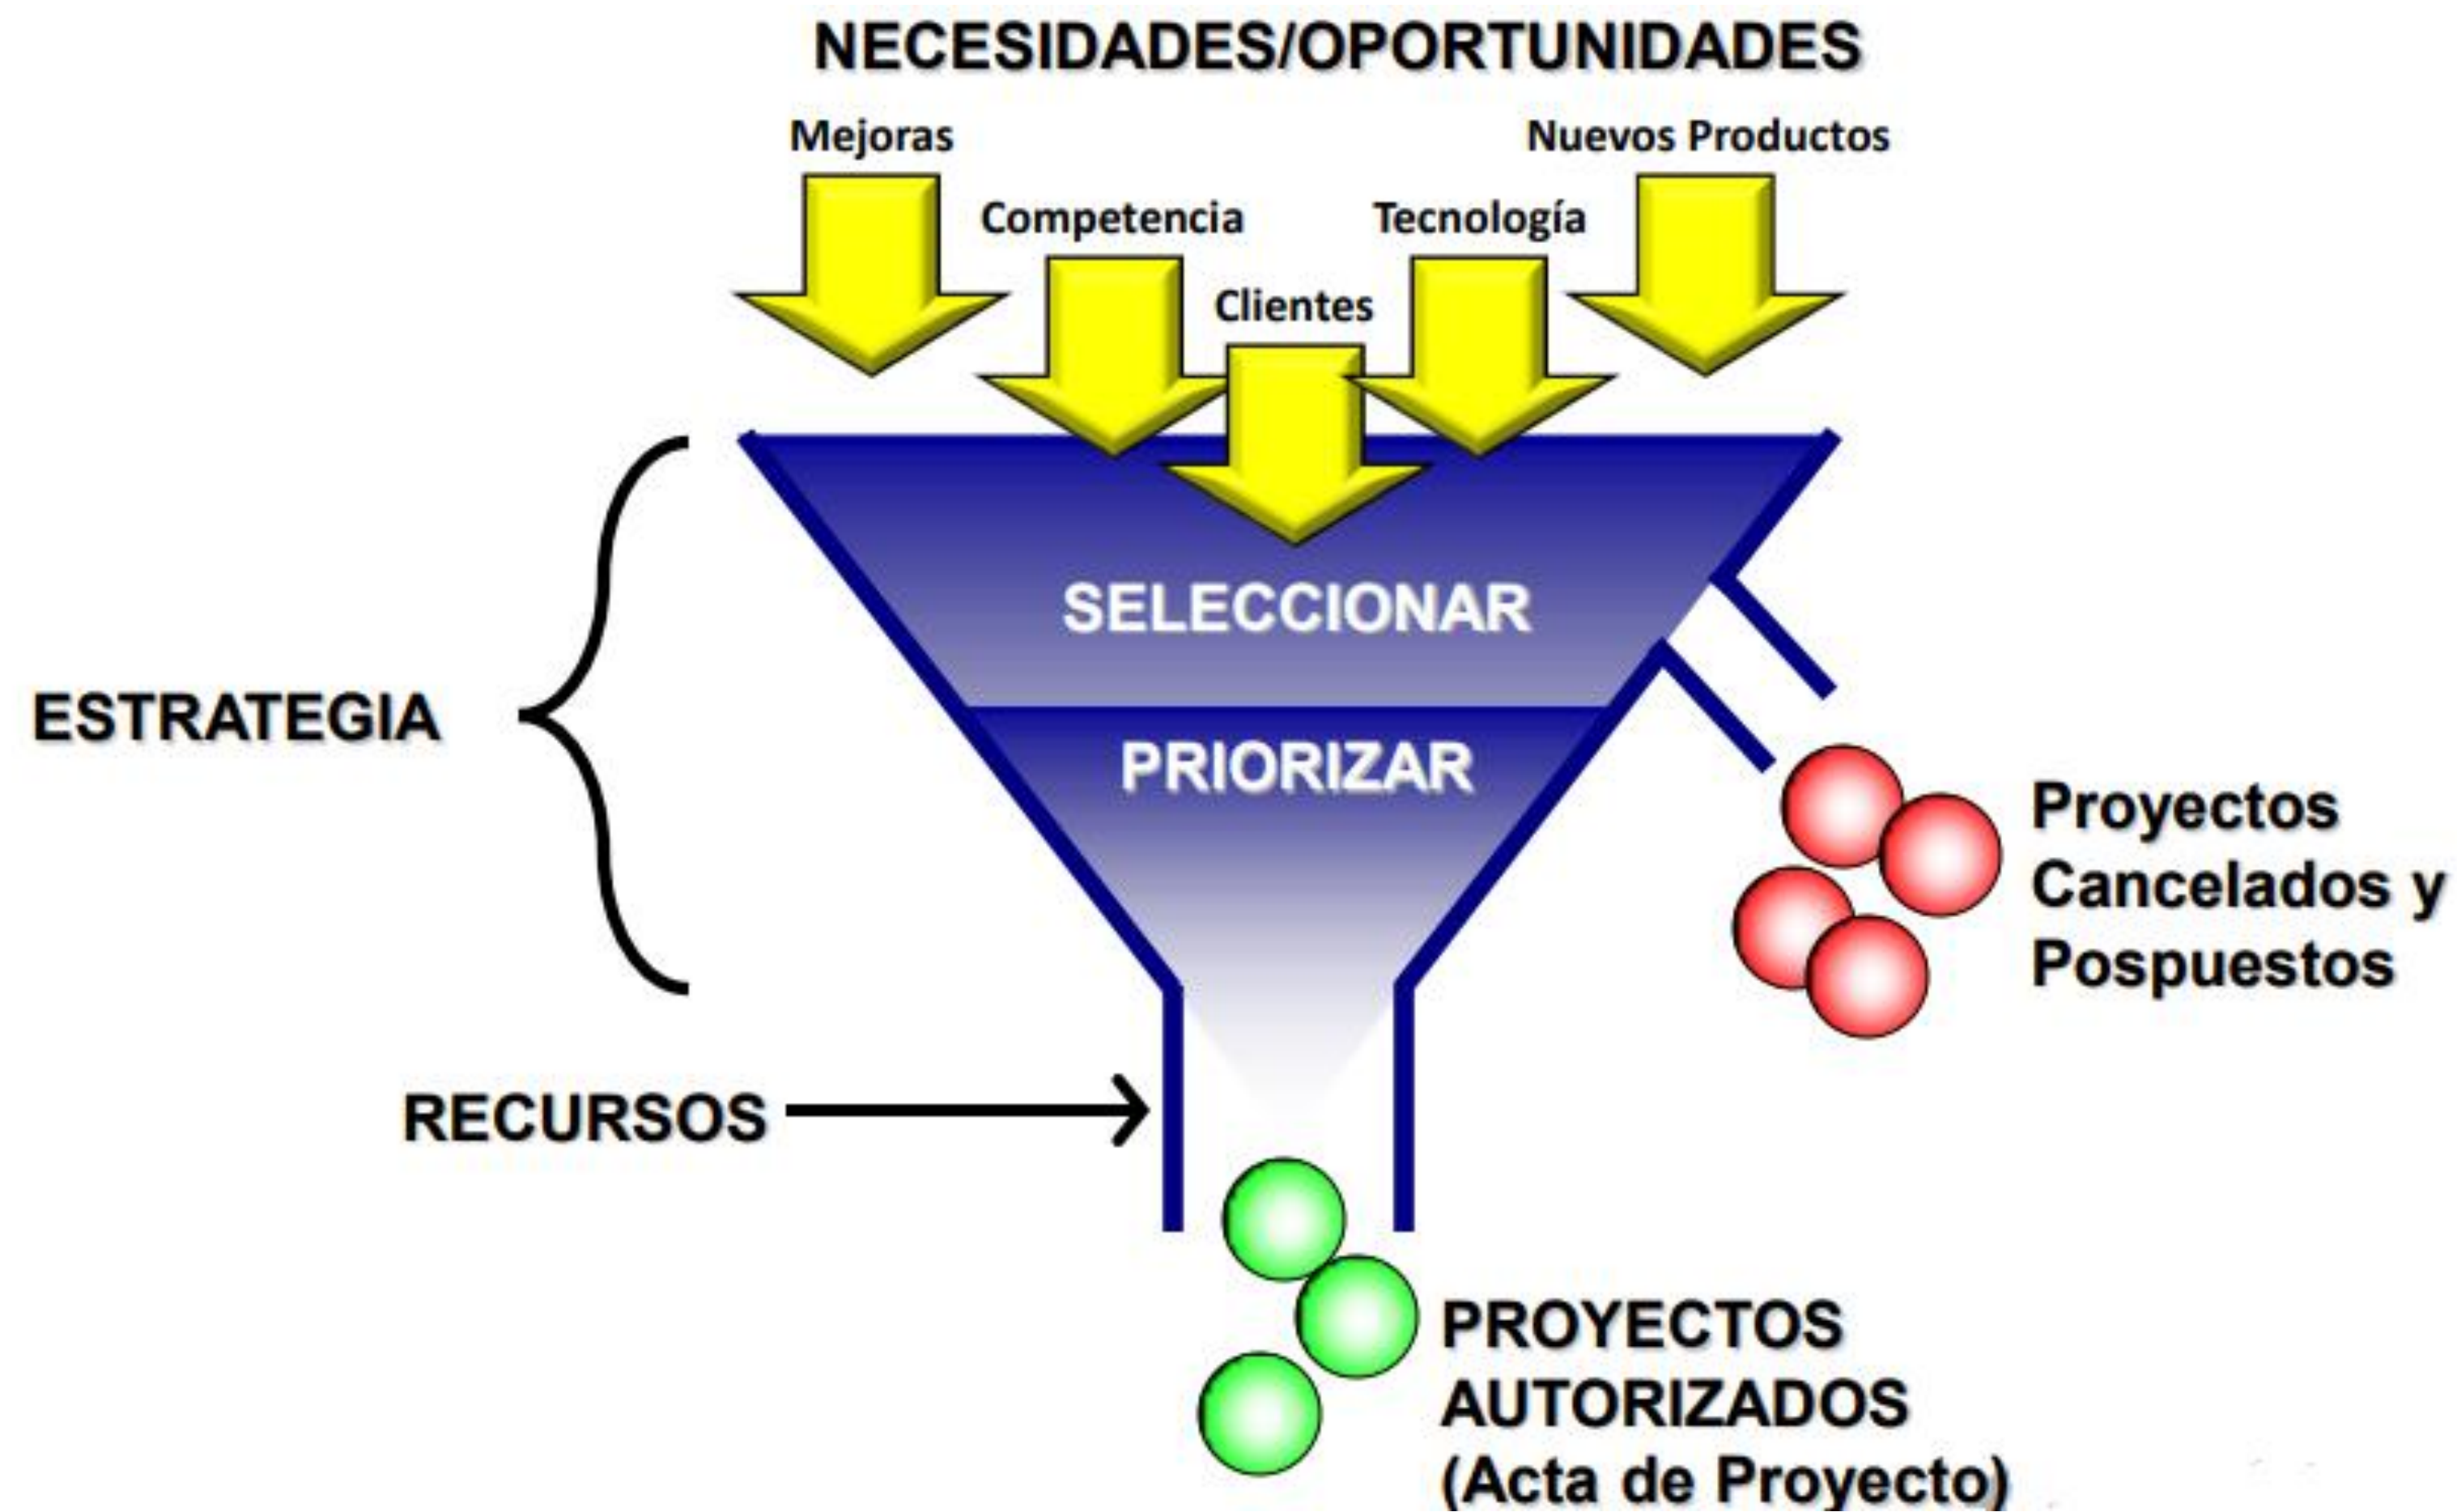 NECESIDADES/OPORTUNIDADES
Mejoras
Nuevos Productos
Competencia
Tecnología
Clientes
SELECCIONAR
ESTRATEGIA
PRIORIZAR
Proyectos
Cancelados y
Pospuestos
RECURSOS
PROYECTOS
AUTORIZADOS
(Acta de Proyecto)